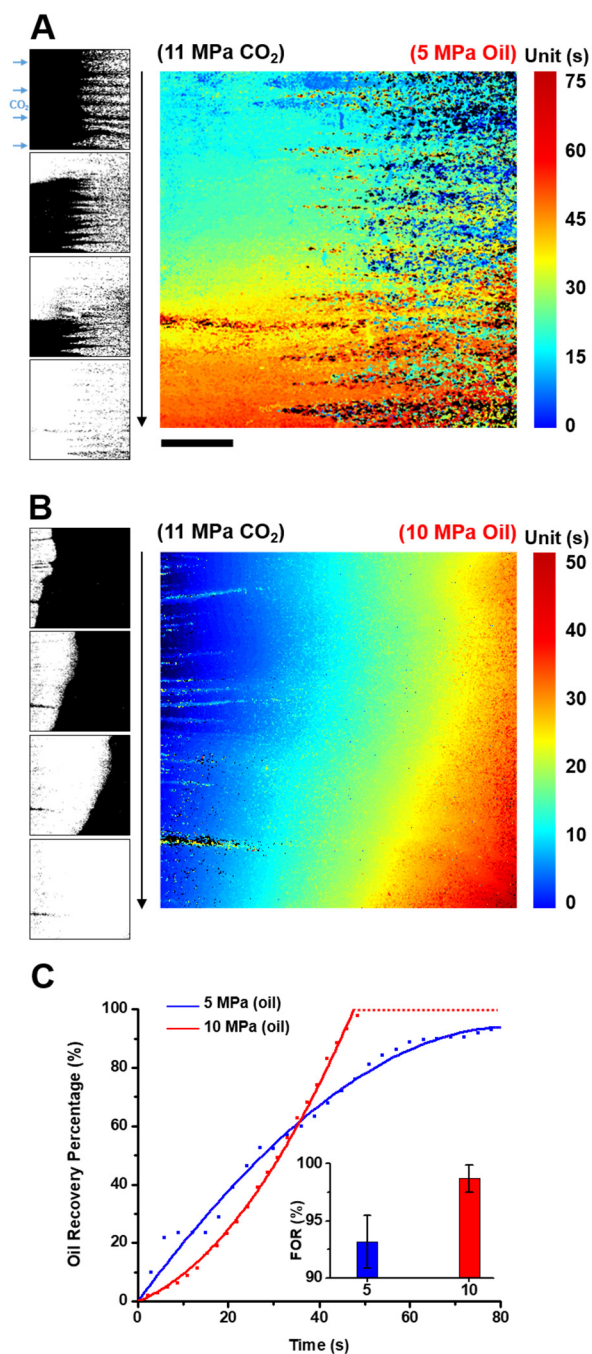 A
(11 MPa CO₂) (5 MPa Oil) Unit (s)
CO₂
75
60
45
30
15
0
B
(11 MPa CO₂) (10 MPa Oil) Unit (s)
50
40
30
20
10
0
C
100
80
60
40
20
0
Oil Recovery Percentage (%)
5 MPa (oil)
10 MPa (oil)
100
95
90
FOR (%)
5 10
0 20 40 60 80
Time (s)